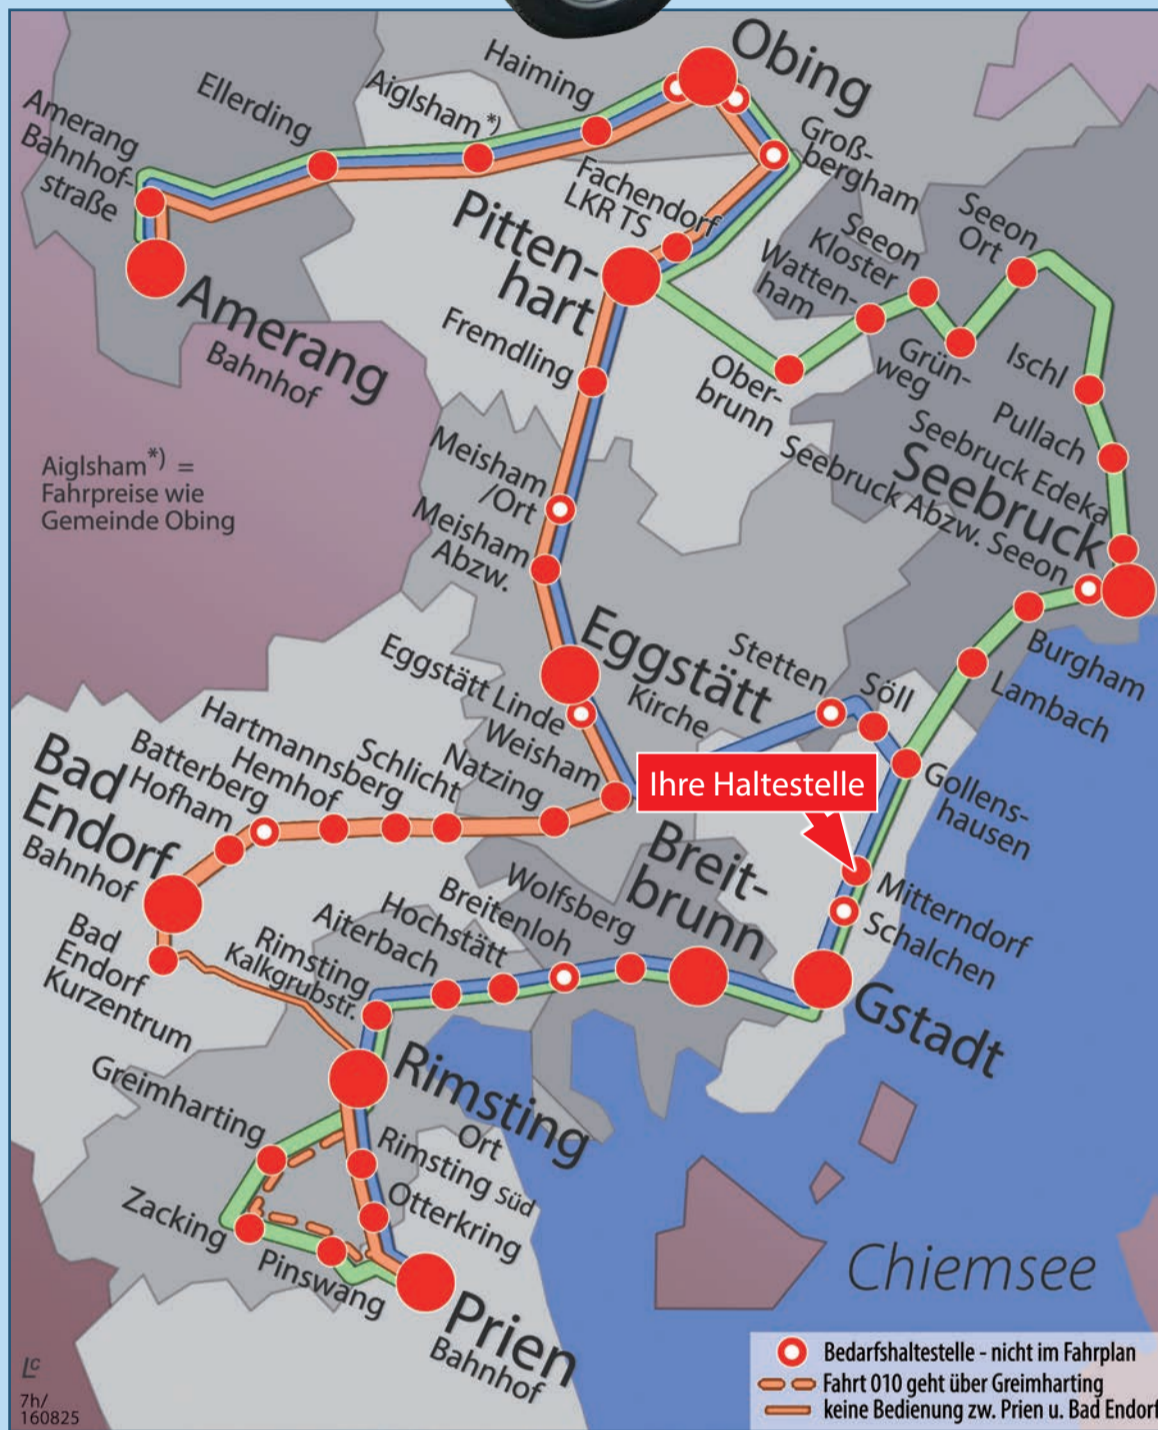 Obing
Haiming
Aiglsham *)
Ellerding
Amerang
Bahnhof-
straße
Groß-
bergham
Fachendorf
LKR TS
Pitten-
hart
Amerang
Bahnhof
Seeon
Ort
Seeon
Kloster
Watten-
ham
Grün-
weg
Ober-
brunn
Ischl
Pullach
Fremdling
Seebruck Edeka
Seebruck
Seebruck Abzw. Seeon
Meisham
/Ort
Meisham
Abzw.
Aiglsham*) =
Fahrpreise wie
Gemeinde Obing
Burgham
Lambach
Eggstätt
Kirche
Stetten
Söll
Eggstätt Linde
Weisham
Natzing
Schlicht
Hartmannsberg
Hemhof
Batterberg
Hofham
Bad
Endorf
Bahnhof
Ihre Haltestelle
Gollens-
hausen
Mitterndorf
Schalchen
Gstadt
Breit-
brunn
Wolfsberg
Breitenloh
Hochstätt
Aiterbach
Rimsting
Kalkgrubstr.
Bad
Endorf
Kurzentrum
Rimsting
Ort
Rimsting Süd
Otterkring
Greimharting
Zacking
Pinswang
Prien
Bahnhof
Chiemsee
Bedarfshaltestelle - nicht im Fahrplan
Fahrt 010 geht über Greimharting
keine Bedienung zw. Prien u. Bad Endorf
Lc
7h/
160825